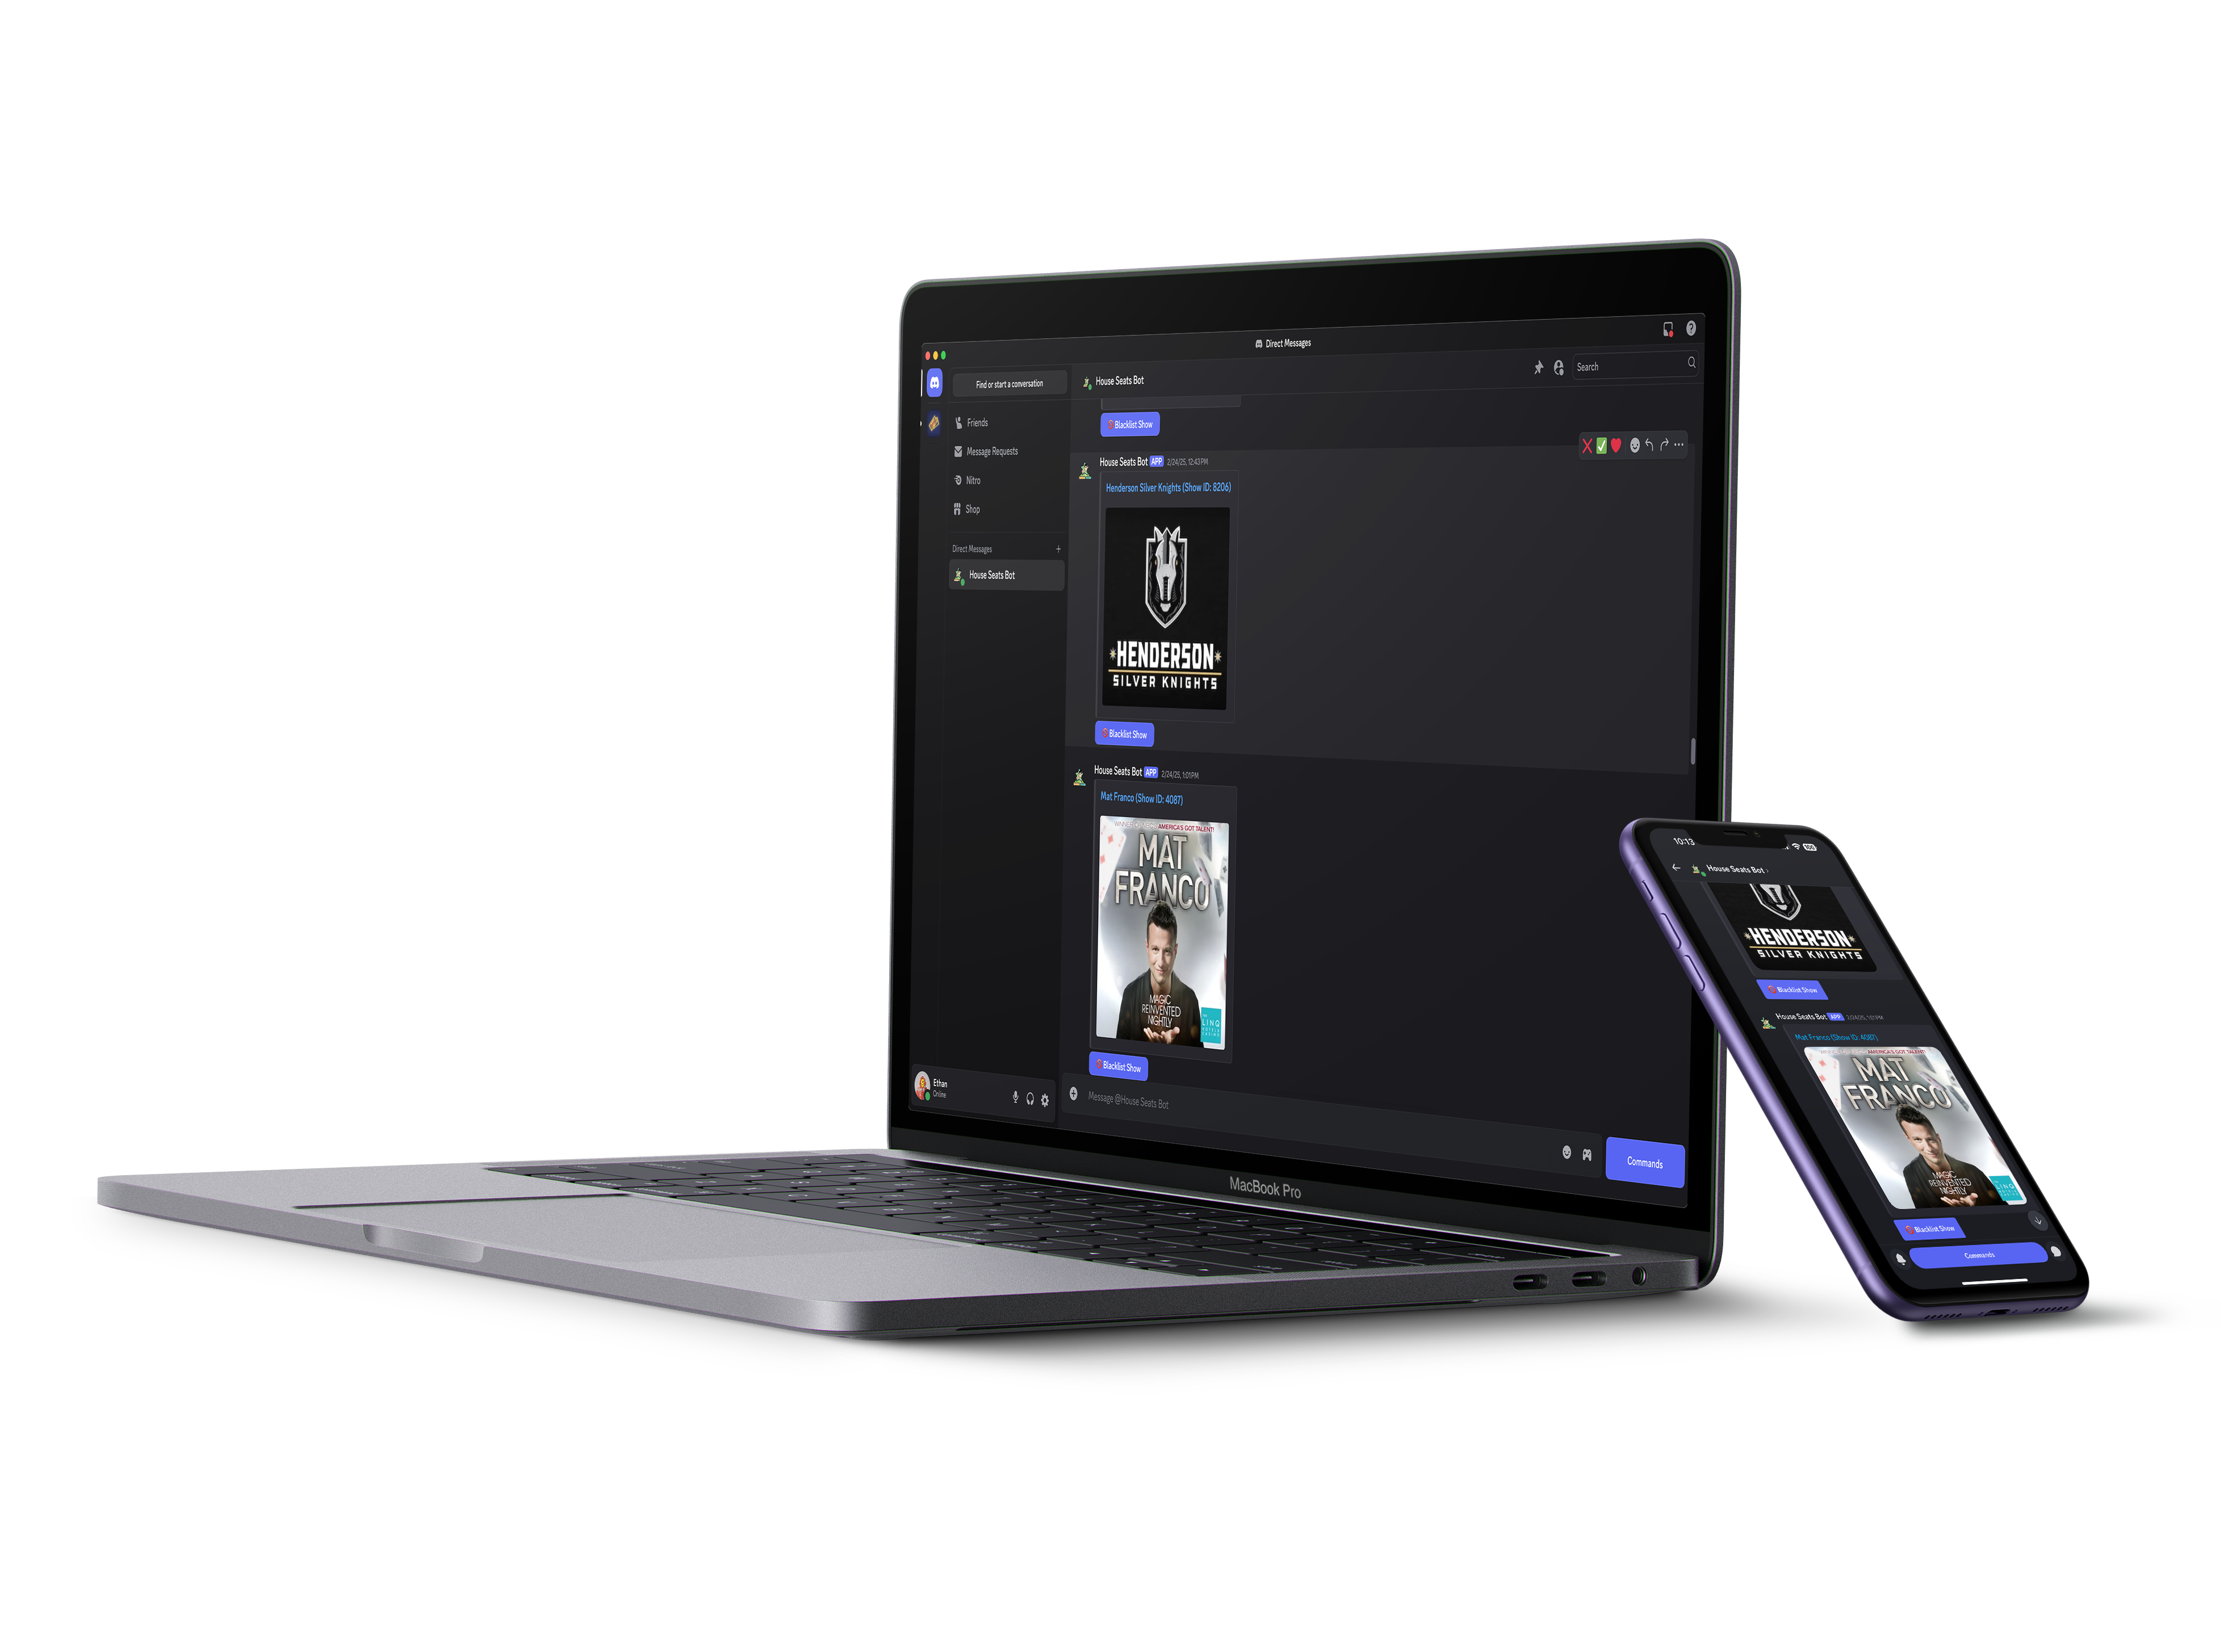 Direct Messages
Find or start a conversation
House Seats Bot
Search
Friends
Message Requests
Nitro
Shop
Direct Messages +
House Seats Bot
Ethan
Online
Blacklist Show
House Seats Bot APP 2/24/25, 12:43 PM
Henderson Silver Knights (Show ID: 8206)
HENDERSON
SILVER KNIGHTS
Blacklist Show
House Seats Bot APP 2/24/25, 1:01 PM
Mat Franco (Show ID: 4087)
AMERICA'S GOT TALENT!
MAT
FRANCO
MAGIC
REINVENTED
NIGHTLY
LINQ
Blacklist Show
Message @House Seats Bot
Commands
MacBook Pro
10:13
House Seats Bot
HENDERSON
SILVER KNIGHTS
Blacklist Show
House Seats Bot APP 2/24/25, 1:01 PM
Mat Franco (Show ID: 4087)
AMERICA'S GOT TALENT!
MAT
FRANCO
MAGIC
REINVENTED
NIGHTLY
LINQ
Blacklist Show
Commands